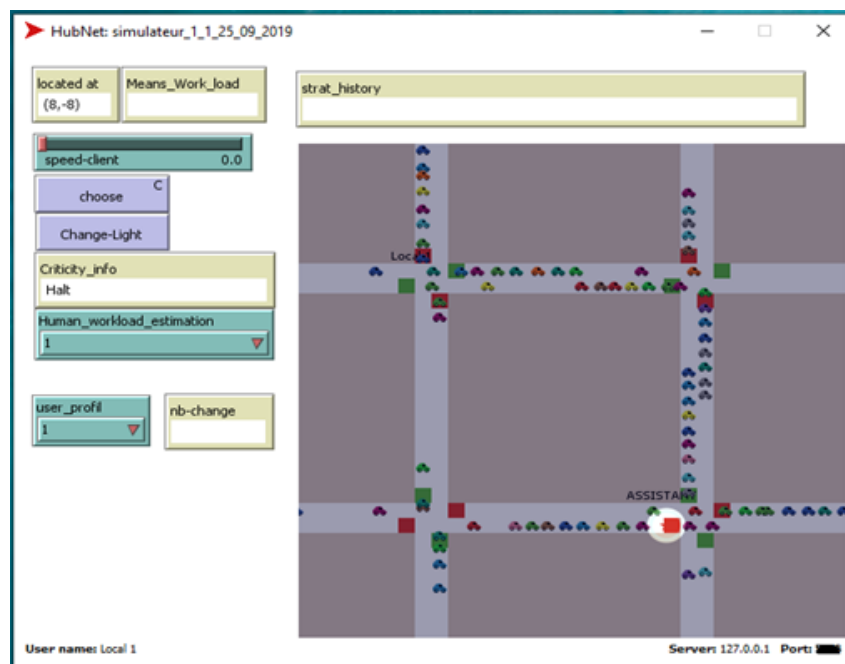 HubNet: simulateur_1_1_25_09_2019
located at
(8,-8)
Means_Work_load
strat_history
speed-client 0.0
C
choose
Change-Light
Criticity_info
Halt
Human_workload_estimation
1
user_profil
1
nb-change
ASSISTANT
User name: Local 1
Server: 127.0.0.1 Port: